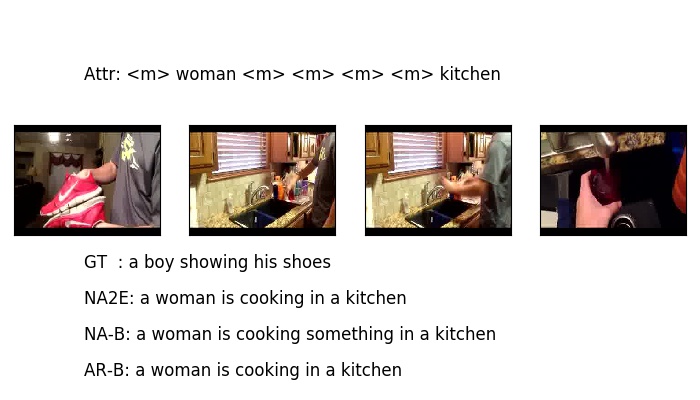 Attr: <m> woman <m> <m> <m> <m> kitchen
GT  : a boy showing his shoes
NA2E: a woman is cooking in a kitchen
NA-B: a woman is cooking something in a kitchen
AR-B: a woman is cooking in a kitchen